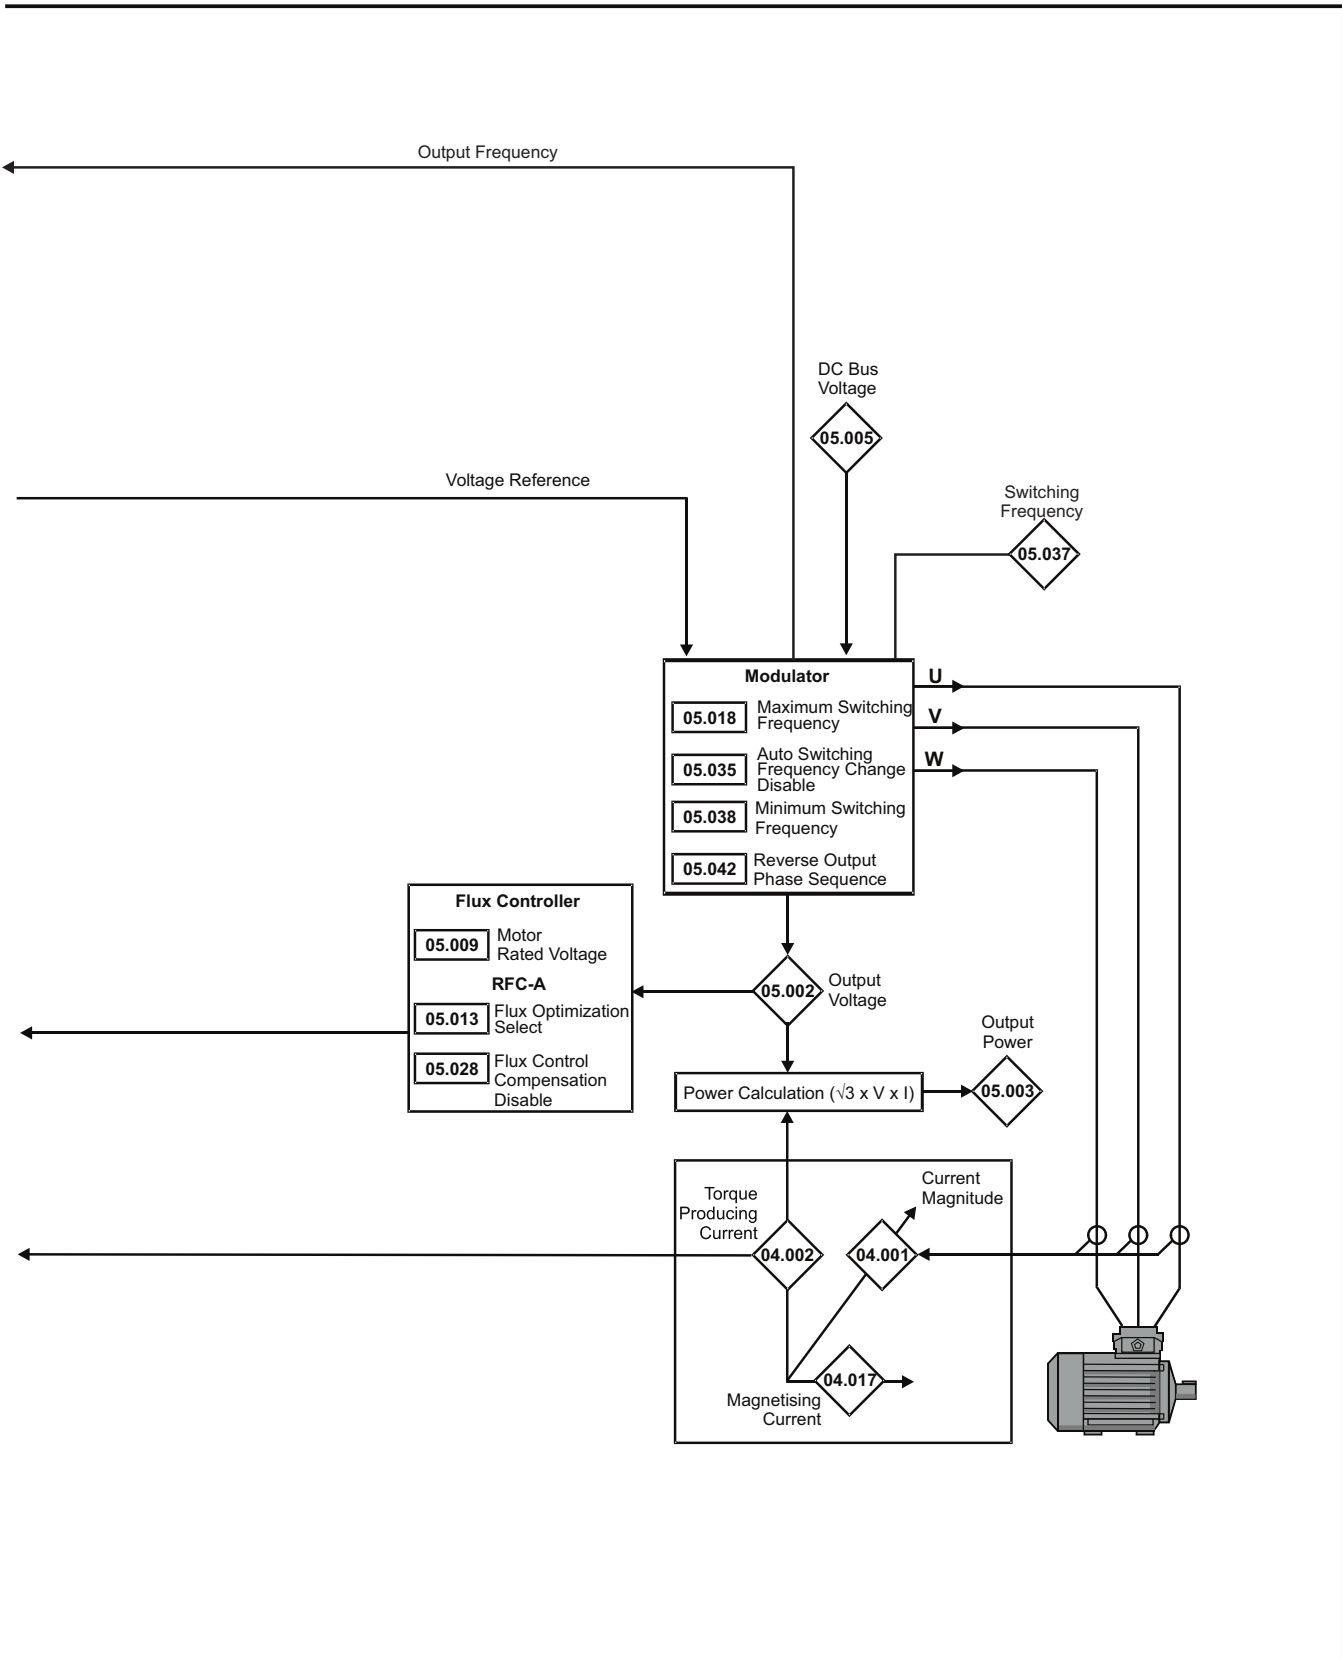 Output Frequency
DC Bus
Voltage
05.005
Voltage Reference
Switching
Frequency
05.037
Modulator
05.018
Maximum Switching
Frequency
05.035
Auto Switching
Frequency Change
Disable
05.038
Minimum Switching
Frequency
05.042
Reverse Output
Phase Sequence
U
V
W
Flux Controller
05.009
Motor
Rated Voltage
RFC-A
05.013
Flux Optimization
Select
05.028
Flux Control
Compensation
Disable
05.002
Output
Voltage
Output
Power
05.003
Power Calculation (√3 x V x I)
Torque
Producing
Current
04.002
Current
Magnitude
04.001
04.017
Magnetising
Current